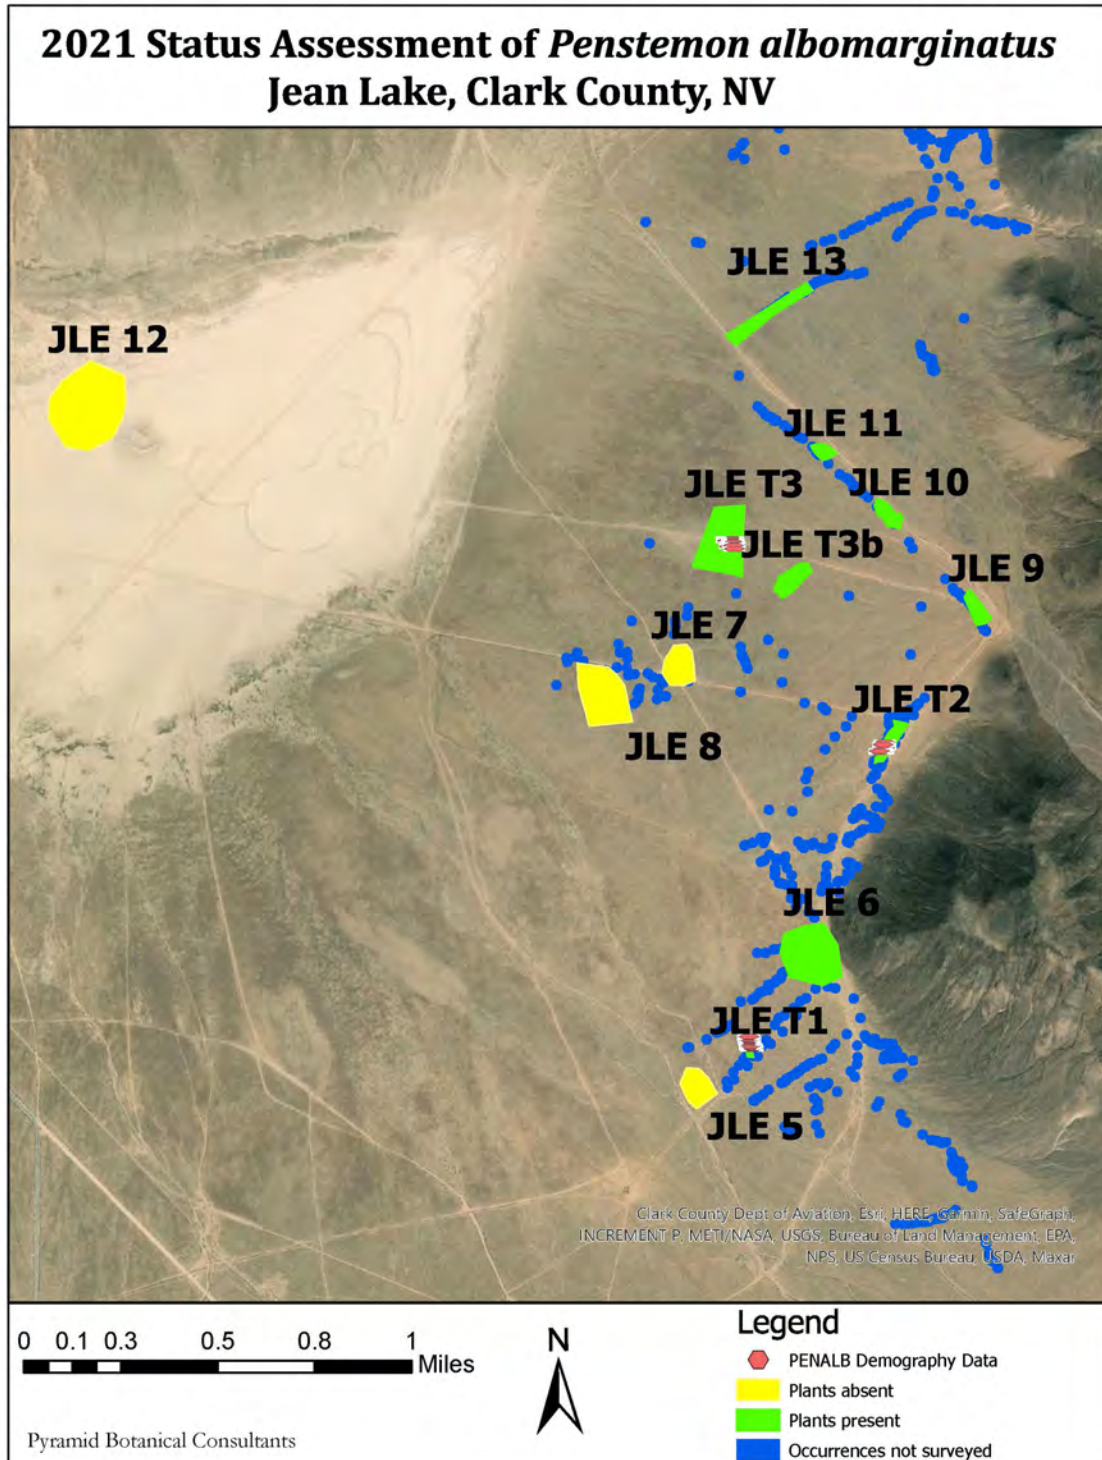 2021 Status Assessment of Penstemon albomarginatus
Jean Lake, Clark County, NV
JLE 13
JLE 12
JLE 11
JLE T3
JLE 10
JLE T3b
JLE 9
JLE 7
JLE T2
JLE 8
JLE 6
JLE T1
JLE 5
Clark County Dept of Aviation, Esri, HERE, Garmin, SafeGraph,
INCREMENT P, METI/NASA, USGS, Bureau of Land Management, EPA,
NPS, US Census Bureau, USDA, Maxar
0 0.1 0.3 0.5 0.8 1
Miles
N
Legend
PENALB Demography Data
Plants absent
Plants present
Occurrences not surveyed
Pyramid Botanical Consultants